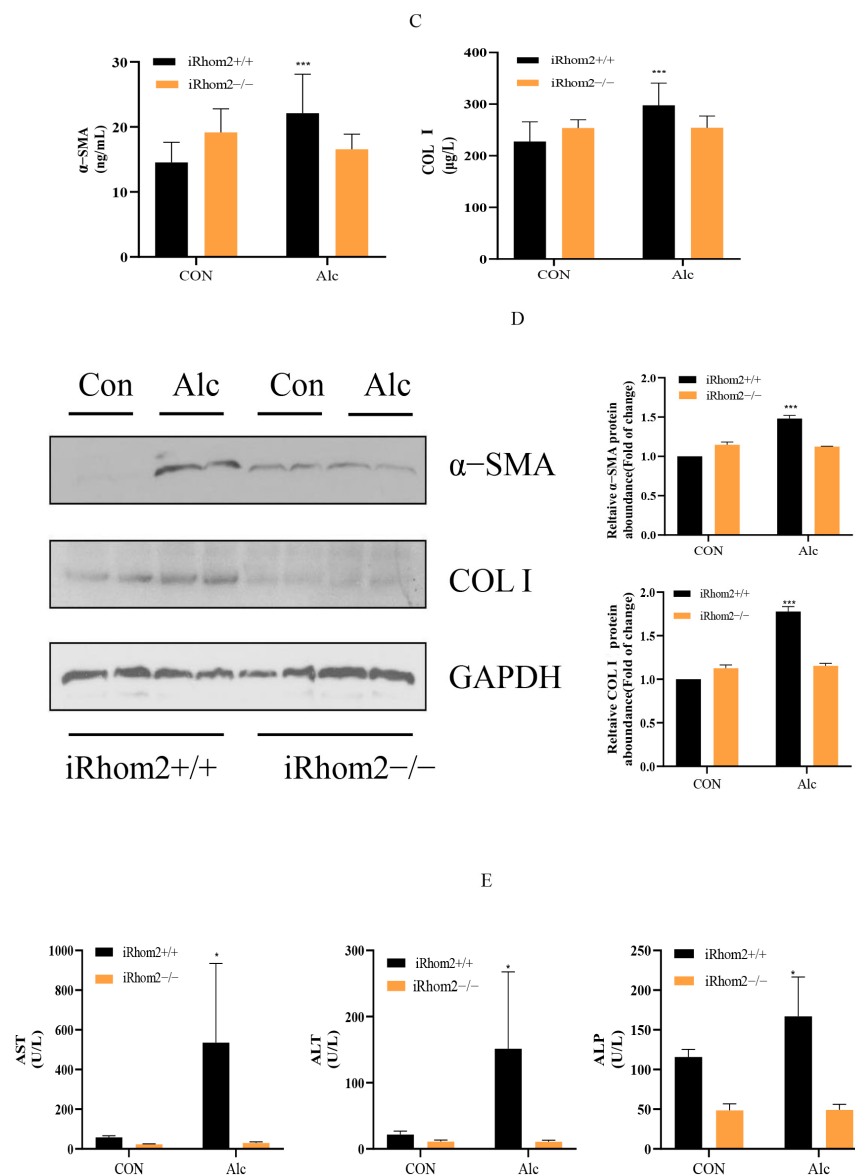 C
α−SMA
(ng/mL)
30
20
10
0
iRhom2+/+
iRhom2−/−
***
CON
Alc
COL I
(μg/L)
400
300
200
100
0
iRhom2+/+
iRhom2−/−
***
CON
Alc
D
Con
Alc
Con
Alc
α−SMA
COL I
GAPDH
iRhom2+/+
iRhom2−/−
Reltaive α−SMA protein
aboundance(Fold of change)
2.0
1.5
1.0
0.5
0.0
iRhom2+/+
iRhom2−/−
***
CON
Alc
Reltaive COL I protein
aboundance(Fold of change)
2.0
1.5
1.0
0.5
0.0
iRhom2+/+
iRhom2−/−
***
CON
Alc
E
AST
(U/L)
1000
800
600
400
200
0
iRhom2+/+
iRhom2−/−
*
CON
Alc
ALT
(U/L)
300
200
100
0
iRhom2+/+
iRhom2−/−
*
CON
Alc
ALP
(U/L)
250
200
150
100
50
0
iRhom2+/+
iRhom2−/−
*
CON
Alc